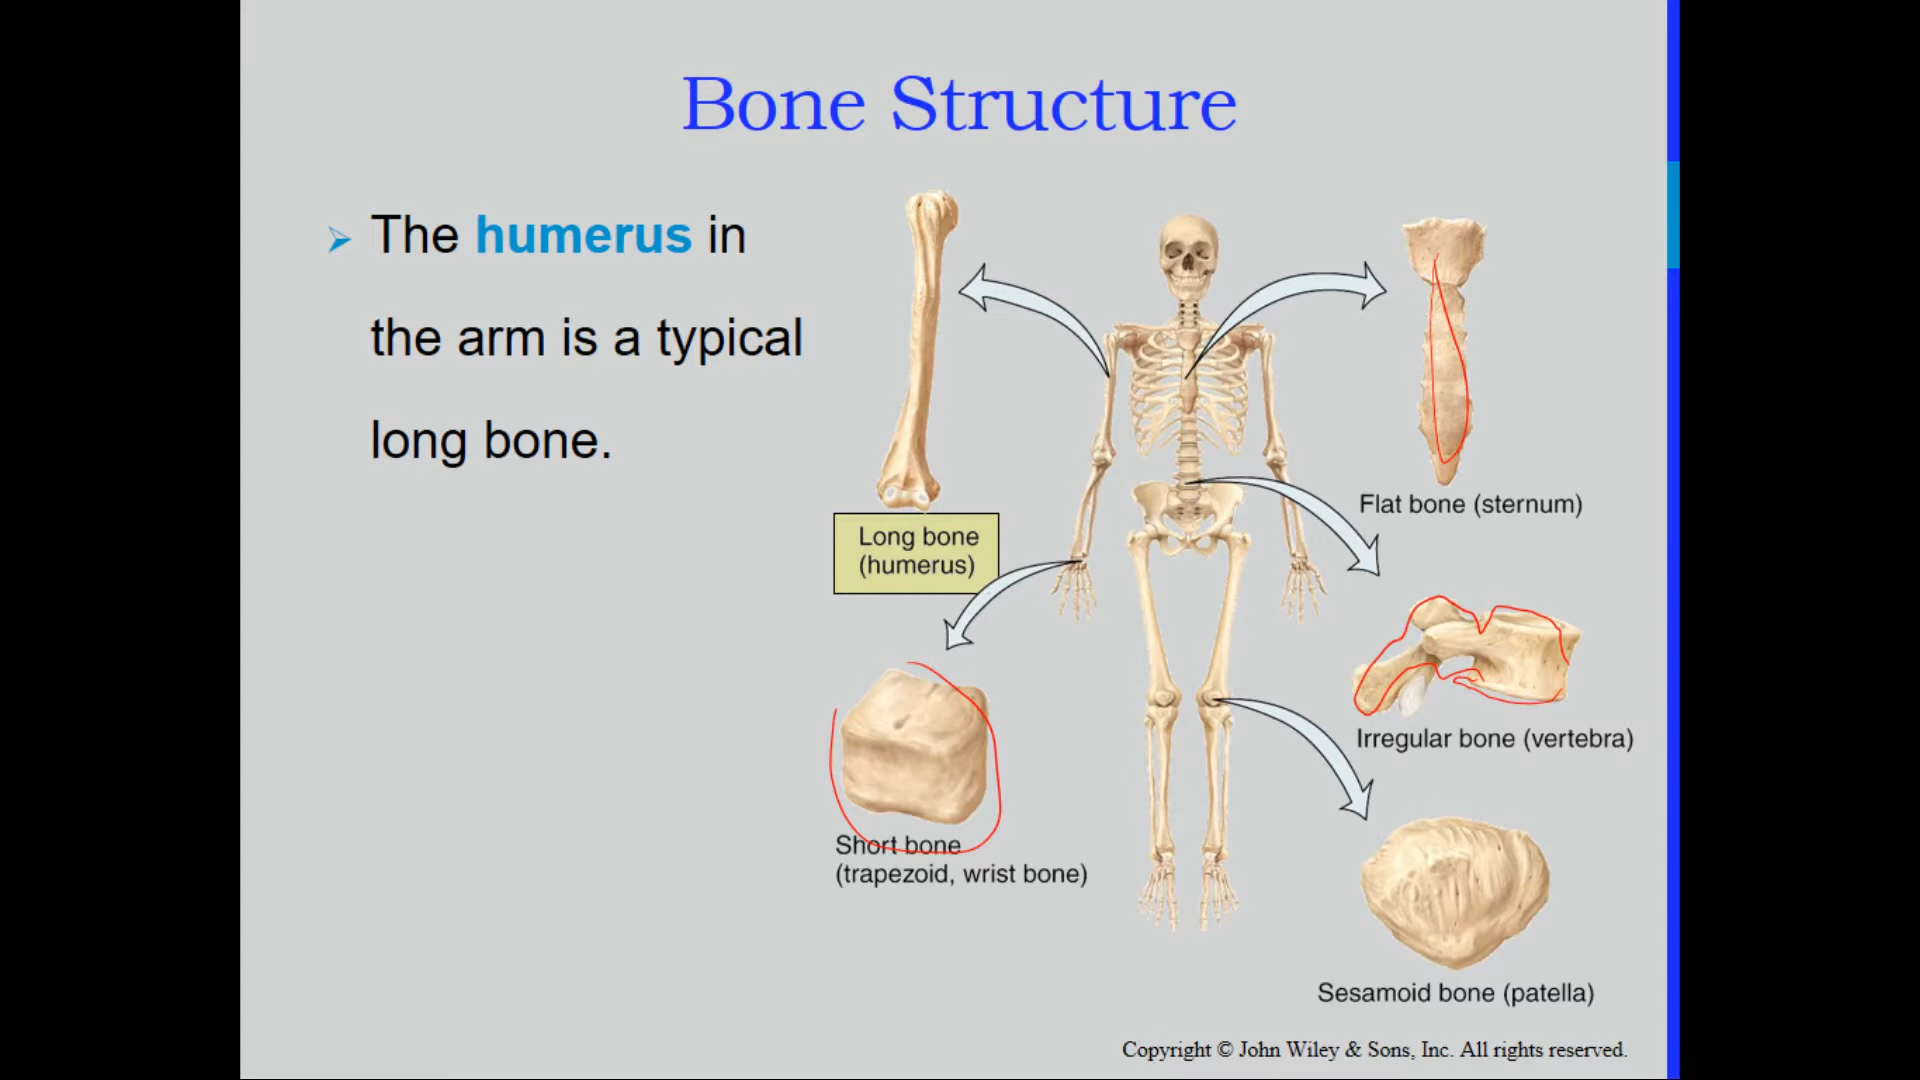 Bone Structure
The humerus in
the arm is a typical
long bone.
Long bone
(humerus)
Flat bone (sternum)
Irregular bone (vertebra)
Short bone
(trapezoid, wrist bone)
Sesamoid bone (patella)
Copyright © John Wiley & Sons, Inc. All rights reserved.